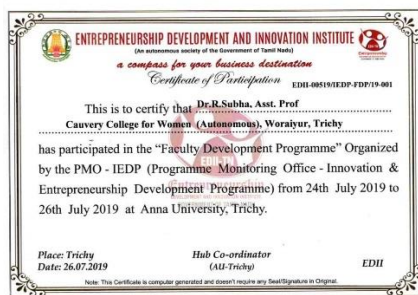 ENTREPRENEURSHIP DEVELOPMENT AND INNOVATION INSTITUTE
(An autonomous society of the Government of Tamil Nadu)
a compass for your business destination
Certificate of Participation
EDII-00519/IEDP-FDP/19-001
This is to certify that Dr.R.Subha, Asst. Prof
Cauvery College for Women (Autonomous), Woraiyur, Trichy
has participated in the “Faculty Development Programme” Organized
by the PMO - IEDP (Programme Monitoring Office - Innovation &
Entrepreneurship Development Programme) from 24th July 2019 to
26th July 2019 at Anna University, Trichy.
EDII-TN
Entrepreneurship
Place: Trichy
Date: 26.07.2019
Hub Co-ordinator
(AU-Trichy)
EDII
Note: This Certificate is computer generated and doesn't require any Seal/Signature in Original.